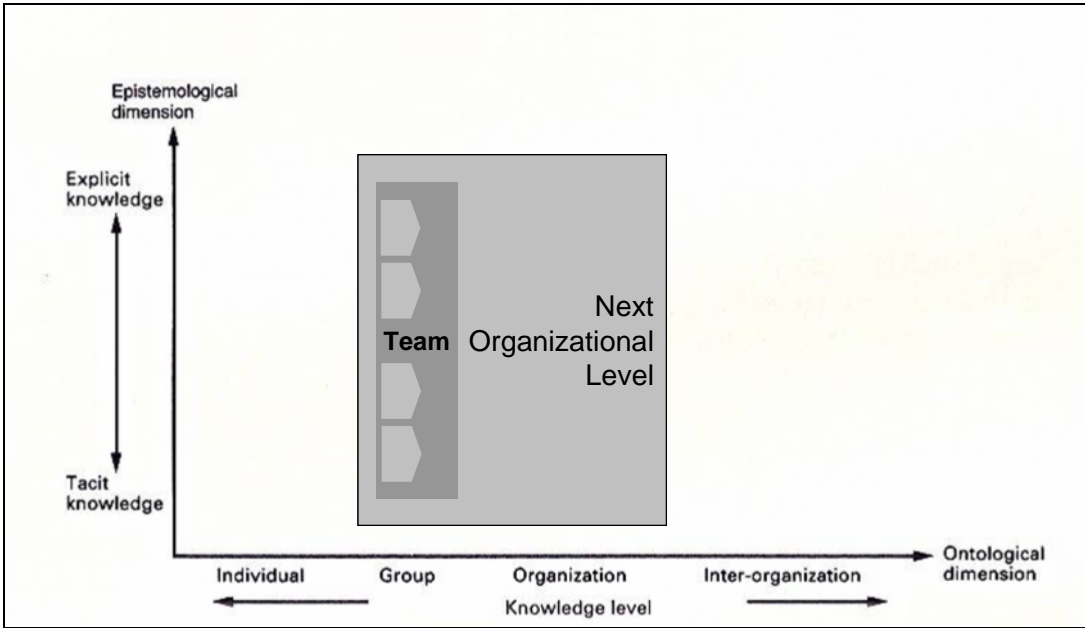 Epistemological
dimension
Explicit
knowledge
Next
Team Organizational
Level
Tacit
knowledge
Ontological
dimension
Individual Group Organization Inter-organization
Knowledge level